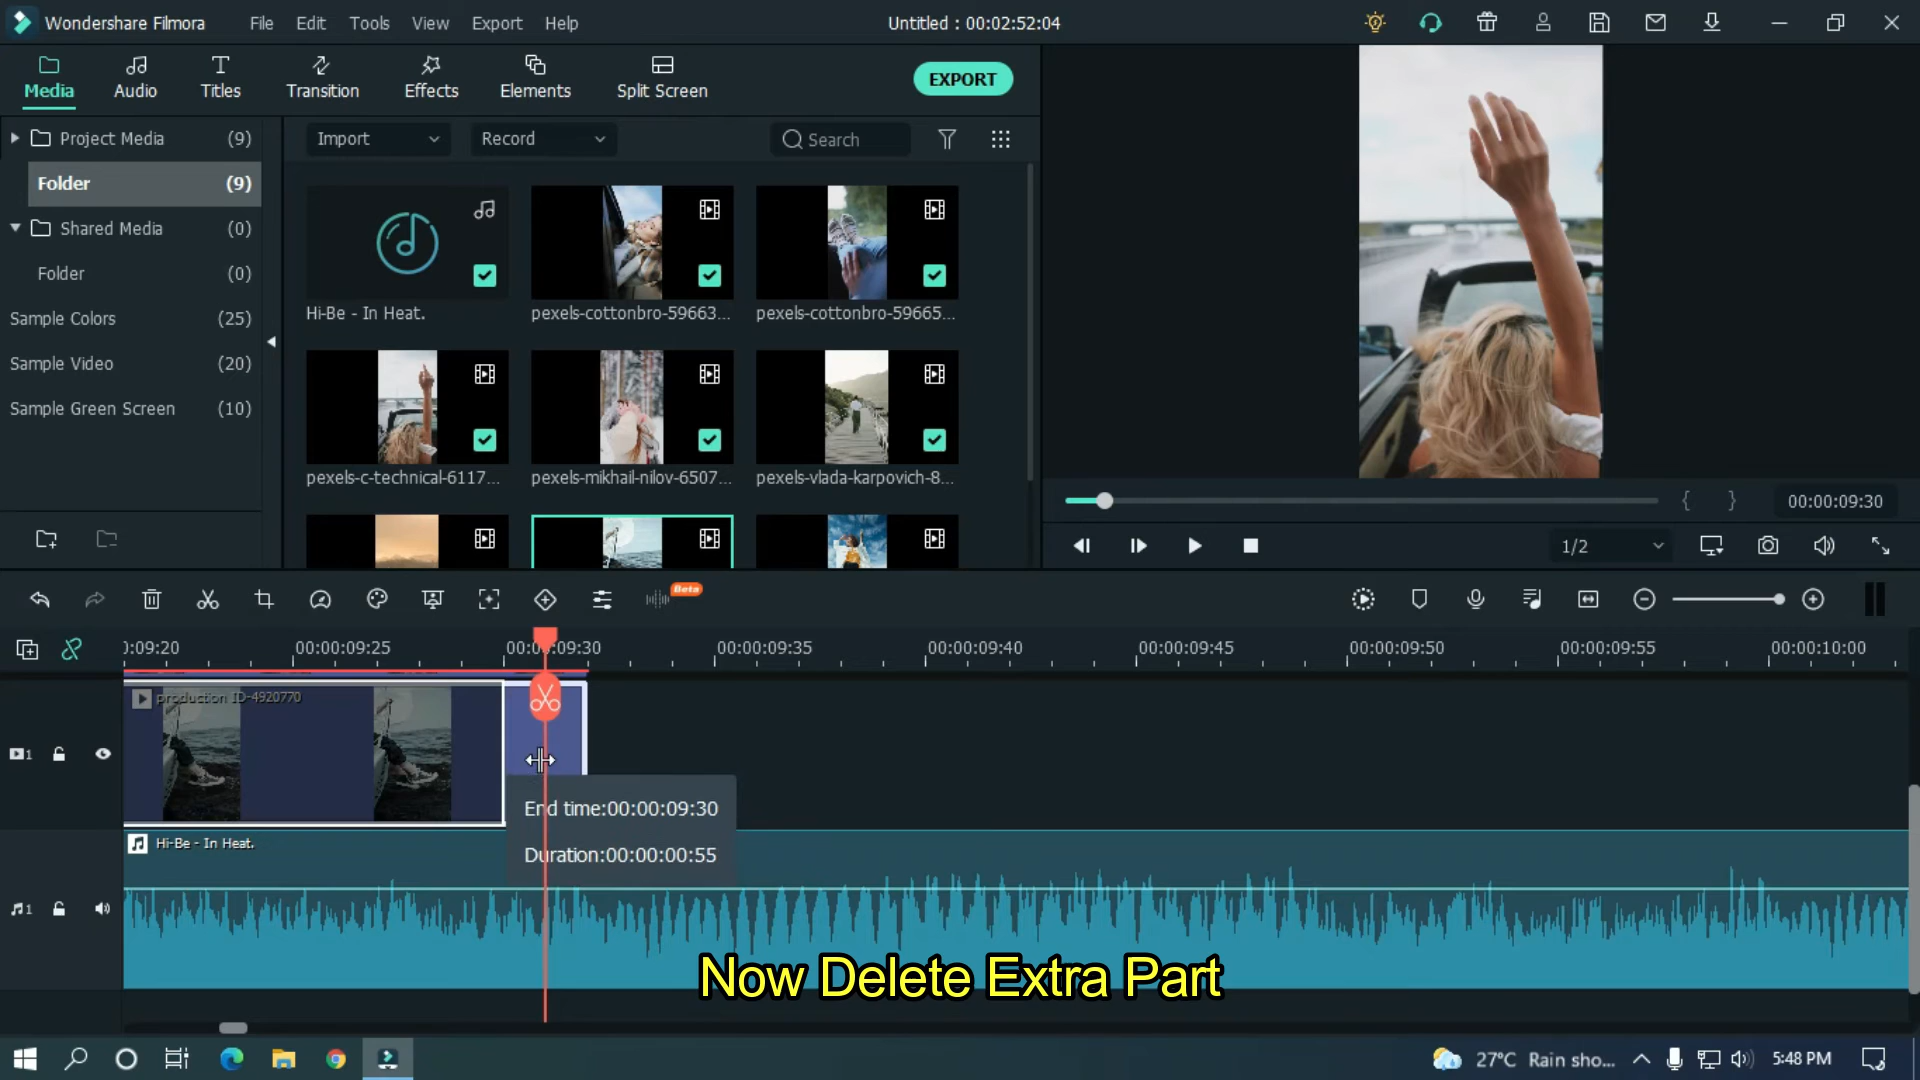 Wondershare Filmora
File
Edit
Tools
View
Export
Help
Untitled : 00:02:52:04
Media
Audio
Titles
Transition
Effects
Elements
Split Screen
EXPORT
Project Media (9)
Folder (9)
Shared Media (0)
Folder (0)
Sample Colors (25)
Sample Video (20)
Sample Green Screen (10)
Import
Record
Search
Hi-Be - In Heat.
pexels-cottonbro-59663...
pexels-cottonbro-59665...
pexels-c-technical-6117...
pexels-mikhail-nilov-6507...
pexels-vlada-karpovich-8...
{ }
00:00:09:30
1/2
Beta
):09:20
00:00:09:25
00:00:09:30
00:00:09:35
00:00:09:40
00:00:09:45
00:00:09:50
00:00:09:55
00:00:10:00
production ID-4920770
1
End time:00:00:09:30
Duration:00:00:00:55
Hi-Be - In Heat.
1
Now Delete Extra Part
27°C Rain sho...
5:48 PM